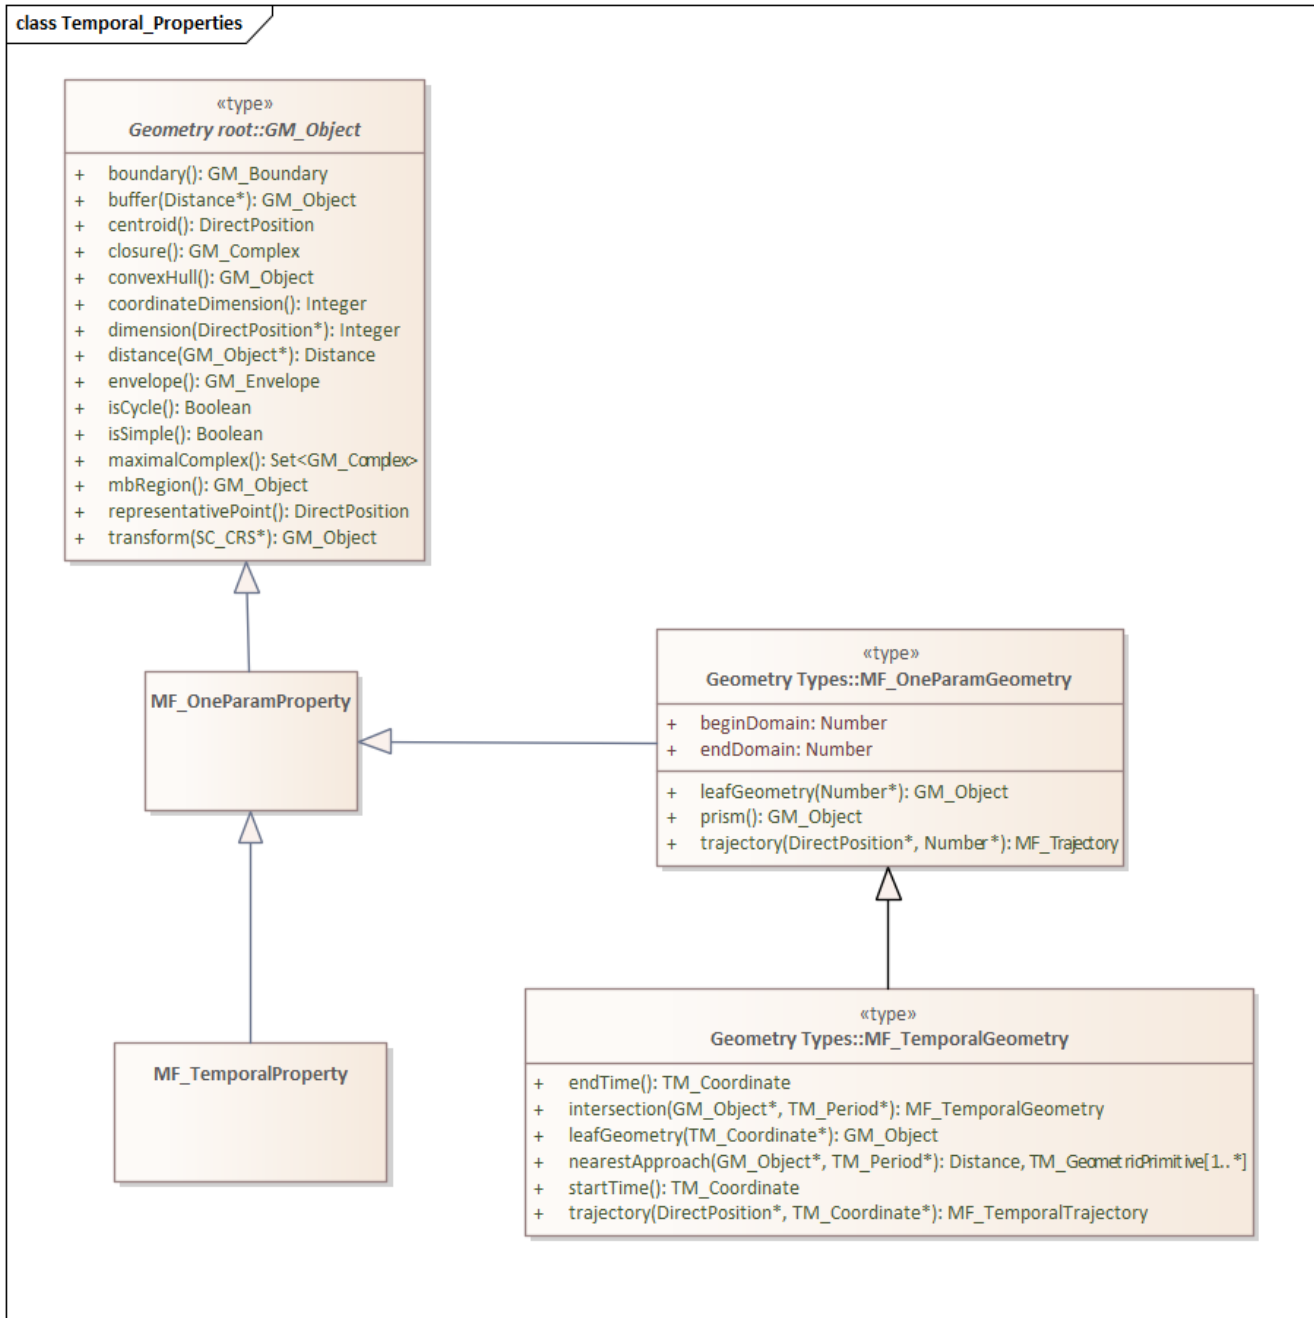 class Temporal_Properties
«type»
Geometry root::GM_Object
+ boundary(): GM_Boundary
+ buffer(Distance*): GM_Object
+ centroid(): DirectPosition
+ closure(): GM_Complex
+ convexHull(): GM_Object
+ coordinateDimension(): Integer
+ dimension(DirectPosition*): Integer
+ distance(GM_Object*): Distance
+ envelope(): GM_Envelope
+ isCycle(): Boolean
+ isSimple(): Boolean
+ maximalComplex(): Set<GM_Complex>
+ mbRegion(): GM_Object
+ representativePoint(): DirectPosition
+ transform(SC_CRS*): GM_Object
MF_OneParamProperty
«type»
Geometry Types::MF_OneParamGeometry
+ beginDomain: Number
+ endDomain: Number
+ leafGeometry(Number*): GM_Object
+ prism(): GM_Object
+ trajectory(DirectPosition*, Number*): MF_Trajectory
MF_TemporalProperty
«type»
Geometry Types::MF_TemporalGeometry
+ endTime(): TM_Coordinate
+ intersection(GM_Object*, TM_Period*): MF_TemporalGeometry
+ leafGeometry(TM_Coordinate*): GM_Object
+ nearestApproach(GM_Object*, TM_Period*): Distance, TM_GeometricPrimitive[1..*]
+ startTime(): TM_Coordinate
+ trajectory(DirectPosition*, TM_Coordinate*): MF_TemporalTrajectory